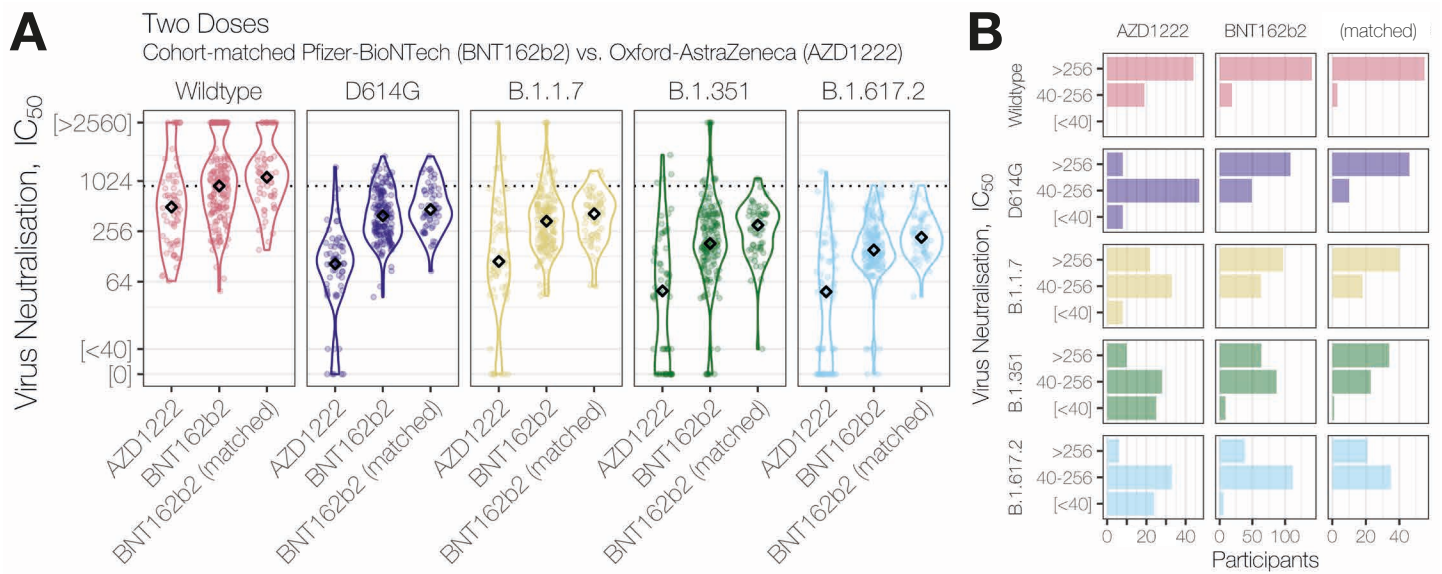 A
Two Doses
Cohort-matched Pfizer-BioNTech (BNT162b2) vs. Oxford-AstraZeneca (AZD1222)
Wildtype
D614G
B.1.1.7
B.1.351
B.1.617.2
Virus Neutralisation, IC50
[>2560]
1024
256
64
[<40]
[0]
AZD1222
BNT162b2
BNT162b2 (matched)
AZD1222
BNT162b2
BNT162b2 (matched)
AZD1222
BNT162b2
BNT162b2 (matched)
AZD1222
BNT162b2
BNT162b2 (matched)
AZD1222
BNT162b2
BNT162b2 (matched)
B
AZD1222
BNT162b2
(matched)
Virus Neutralisation, IC50
Wildtype
>256
40-256
[<40]
D614G
>256
40-256
[<40]
B.1.1.7
>256
40-256
[<40]
B.1.351
>256
40-256
[<40]
B.1.617.2
>256
40-256
[<40]
0 20 40
0 50 100
0 20 40
Participants